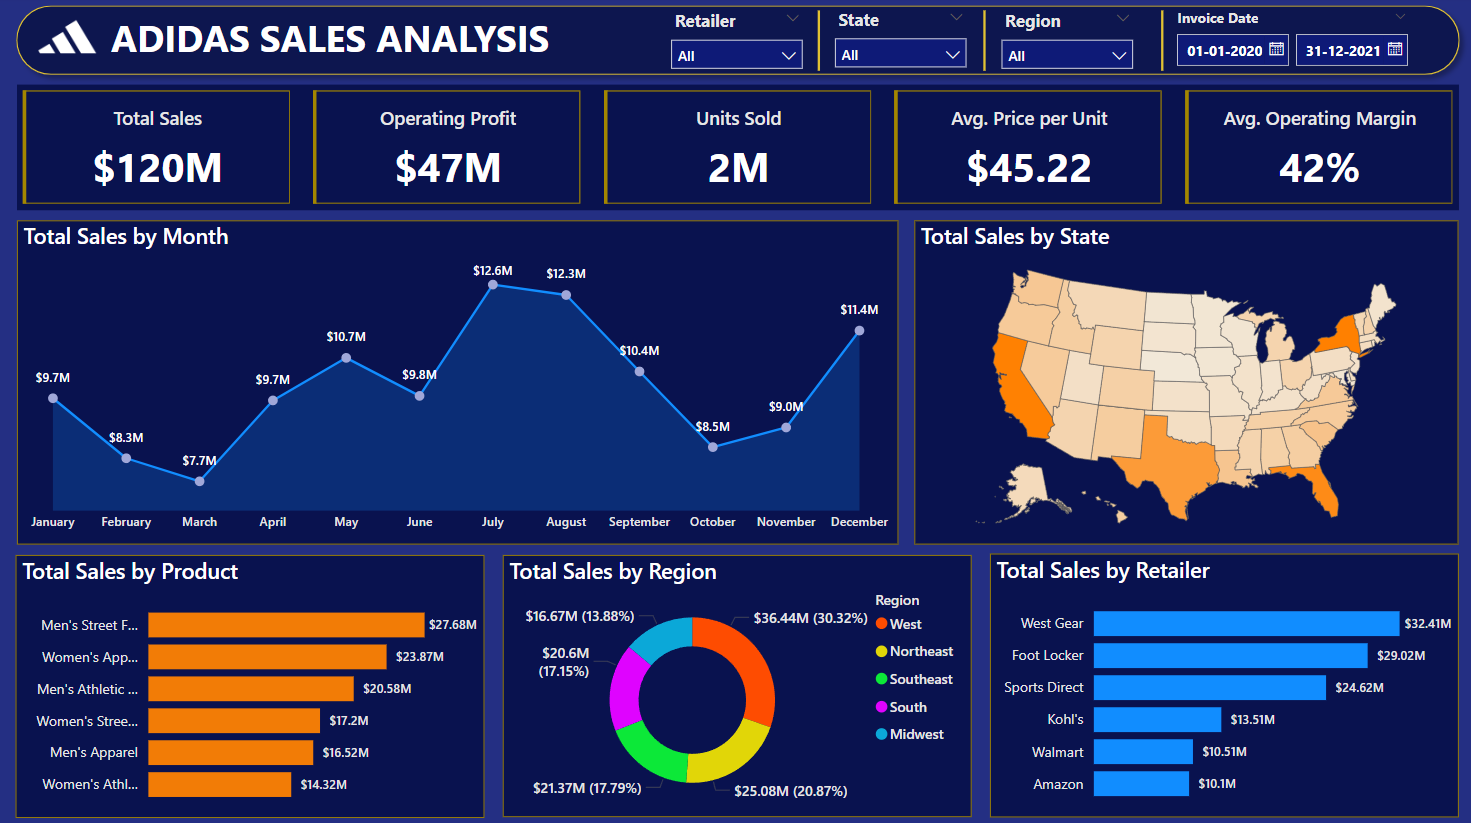 ADIDAS SALES ANALYSIS
Retailer
All
State
All
Region
All
Invoice Date
01-01-2020
31-12-2021
Total Sales
$120M
Operating Profit
$47M
Units Sold
2M
Avg. Price per Unit
$45.22
Avg. Operating Margin
42%
Total Sales by Month
$9.7M
$8.3M
$7.7M
$9.7M
$10.7M
$9.8M
$12.6M
$12.3M
$10.4M
$8.5M
$9.0M
$11.4M
January February March April May June July August September October November December
Total Sales by State
Total Sales by Product
Men's Street F... $27.68M
Women's App... $23.87M
Men's Athletic ... $20.58M
Women's Stree... $17.2M
Men's Apparel $16.52M
Women's Athl... $14.32M
Total Sales by Region
$16.67M (13.88%)
$36.44M (30.32%)
$20.6M
(17.15%)
$21.37M (17.79%)
$25.08M (20.87%)
Region
West
Northeast
Southeast
South
Midwest
Total Sales by Retailer
West Gear $32.41M
Foot Locker $29.02M
Sports Direct $24.62M
Kohl's $13.51M
Walmart $10.51M
Amazon $10.1M